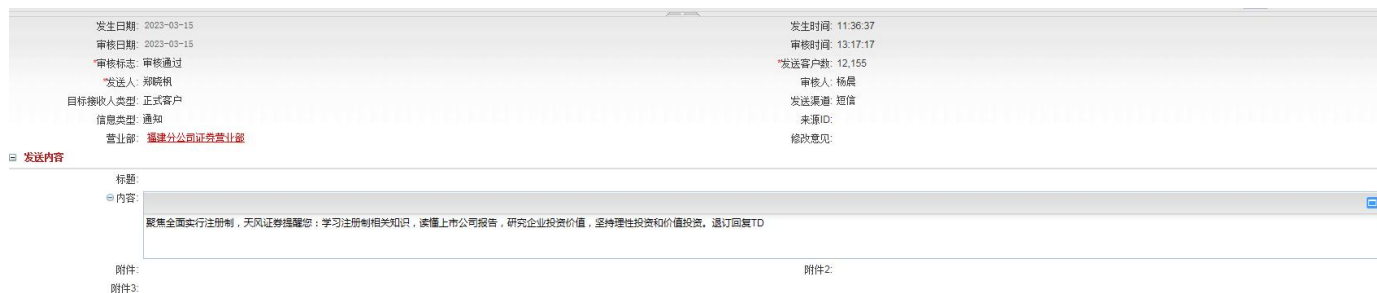 发生日期: 2023-03-15 发生时间: 11:36:37
审核日期: 2023-03-15 审核时间: 13:17:17
*审核标志: 审核通过 *发送客户数: 12,155
*发送人: 郑晓枫 审核人: 杨晨
目标接收人类型: 正式客户 发送渠道: 短信
信息类型: 通知 来源ID:
营业部: 福建分公司证券营业部 修改意见:
发送内容
标题:
内容:
聚焦全面实行注册制，天风证券提醒您：学习注册制相关知识，读懂上市公司报告，研究企业投资价值，坚持理性投资和价值投资。退订回复TD
附件: 附件2:
附件3: